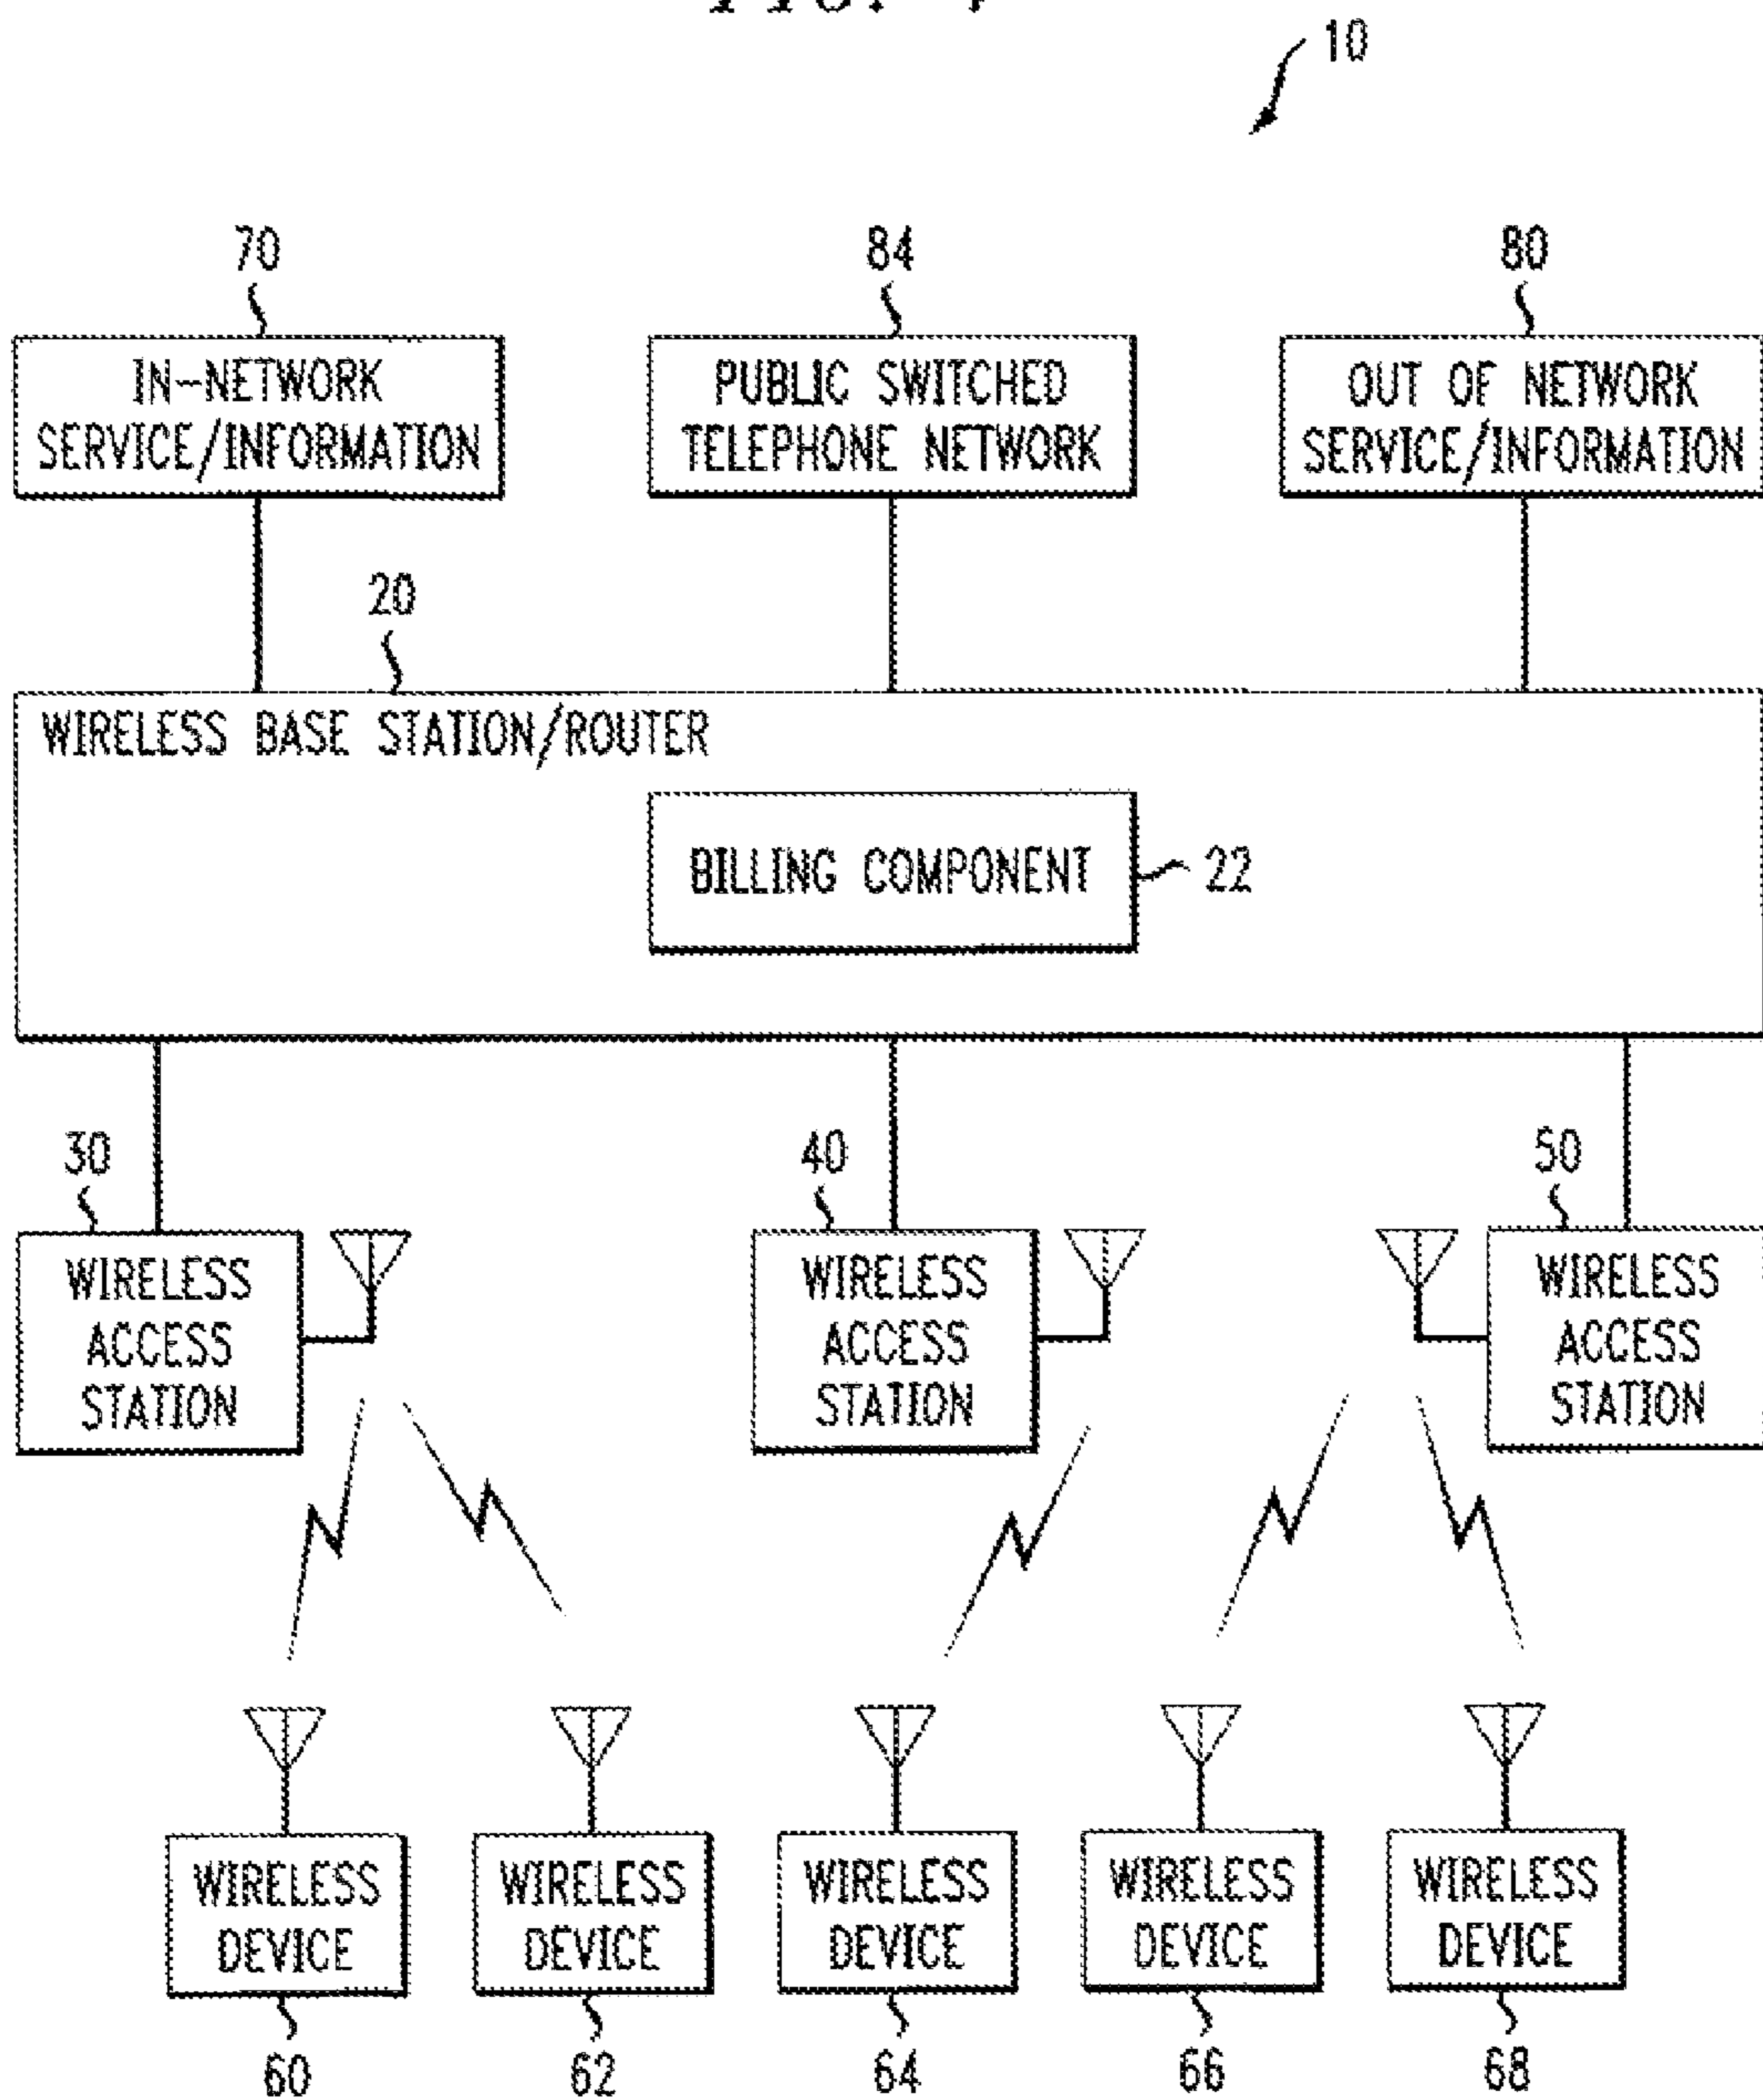 10
70
84
80
IN-NETWORK
SERVICE/INFORMATION
PUBLIC SWITCHED
TELEPHONE NETWORK
OUT OF NETWORK
SERVICE/INFORMATION
20
WIRELESS BASE STATION/ROUTER
BILLING COMPONENT
22
30
40
50
WIRELESS
ACCESS
STATION
WIRELESS
ACCESS
STATION
WIRELESS
ACCESS
STATION
WIRELESS
DEVICE
WIRELESS
DEVICE
WIRELESS
DEVICE
WIRELESS
DEVICE
WIRELESS
DEVICE
60
62
64
66
68